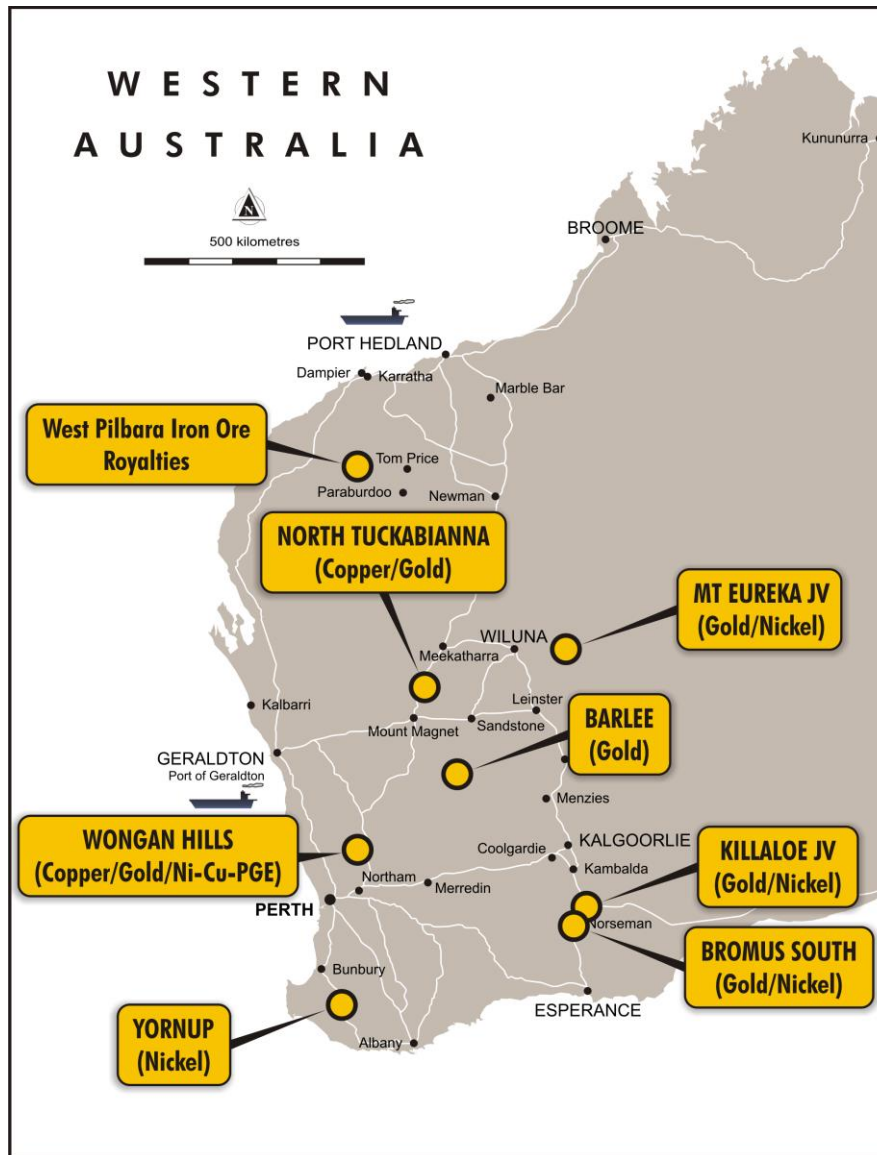 WESTERN
AUSTRALIA
N
500 kilometres
Kununurra
BROOME
PORT HEDLAND
Dampier
Karratha
Marble Bar
West Pilbara Iron Ore
Royalties
Tom Price
Paraburdoo
Newman
NORTH TUCKABIANNA
(Copper/Gold)
MT EUREKA JV
(Gold/Nickel)
WILUNA
Meekatharra
Kalbarri
Leinster
Mount Magnet
Sandstone
BARLEE
(Gold)
GERALDTON
Port of Geraldton
Menzies
WONGAN HILLS
(Copper/Gold/Ni-Cu-PGE)
KALGOORLIE
Coolgardie
Kambalda
KILLALOE JV
(Gold/Nickel)
Northam
Merredin
PERTH
Norseman
BROMUS SOUTH
(Gold/Nickel)
Bunbury
ESPERANCE
YORNUP
(Nickel)
Albany